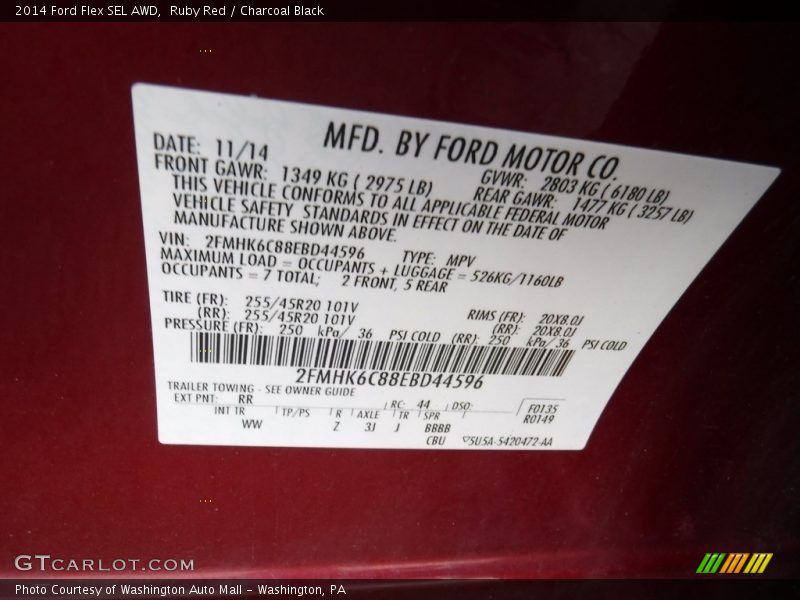 2014 Ford Flex SEL AWD,  Ruby Red / Charcoal Black
MFD. BY FORD MOTOR CO.
DATE: 11/14 GVWR: 2803 KG ( 6180 LB)
FRONT GAWR: 1349 KG ( 2975 LB) REAR GAWR: 1477 KG ( 3257 LB)
THIS VEHICLE CONFORMS TO ALL APPLICABLE FEDERAL MOTOR
VEHICLE SAFETY STANDARDS IN EFFECT ON THE DATE OF
MANUFACTURE SHOWN ABOVE.
VIN: 2FMHK6C88EBD44596 TYPE: MPV
MAXIMUM LOAD = OCCUPANTS + LUGGAGE = 526KG/1160LB
OCCUPANTS = 7 TOTAL; 2 FRONT, 5 REAR
TIRE (FR): 255/45R20 101V RIMS (FR): 20X8.0J
(RR): 255/45R20 101V (RR): 20X8.0J
PRESSURE (FR): 250 kPa/ 36 PSI COLD (RR): 250 kPa/ 36 PSI COLD
2FMHK6C88EBD44596
TRAILER TOWING - SEE OWNER GUIDE
EXT PNT: RR RC: 44 DSO: F0135
INT TR TP/PS R AXLE TR SPR R0149
WW Z 3J J BBBB
CBU 5U5A-5420472-AA
GTCARLOT.COM
Photo Courtesy of Washington Auto Mall – Washington, PA